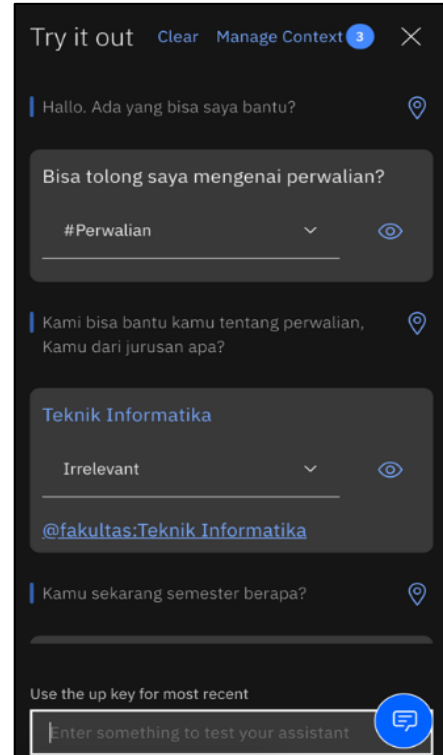 Try it out Clear Manage Context 3
Hallo. Ada yang bisa saya bantu?
Bisa tolong saya mengenai perwalian?
#Perwalian
Kami bisa bantu kamu tentang perwalian,
Kamu dari jurusan apa?
Teknik Informatika
Irrelevant
@fakultas:Teknik Informatika
Kamu sekarang semester berapa?
Use the up key for most recent
Enter something to test your assistant